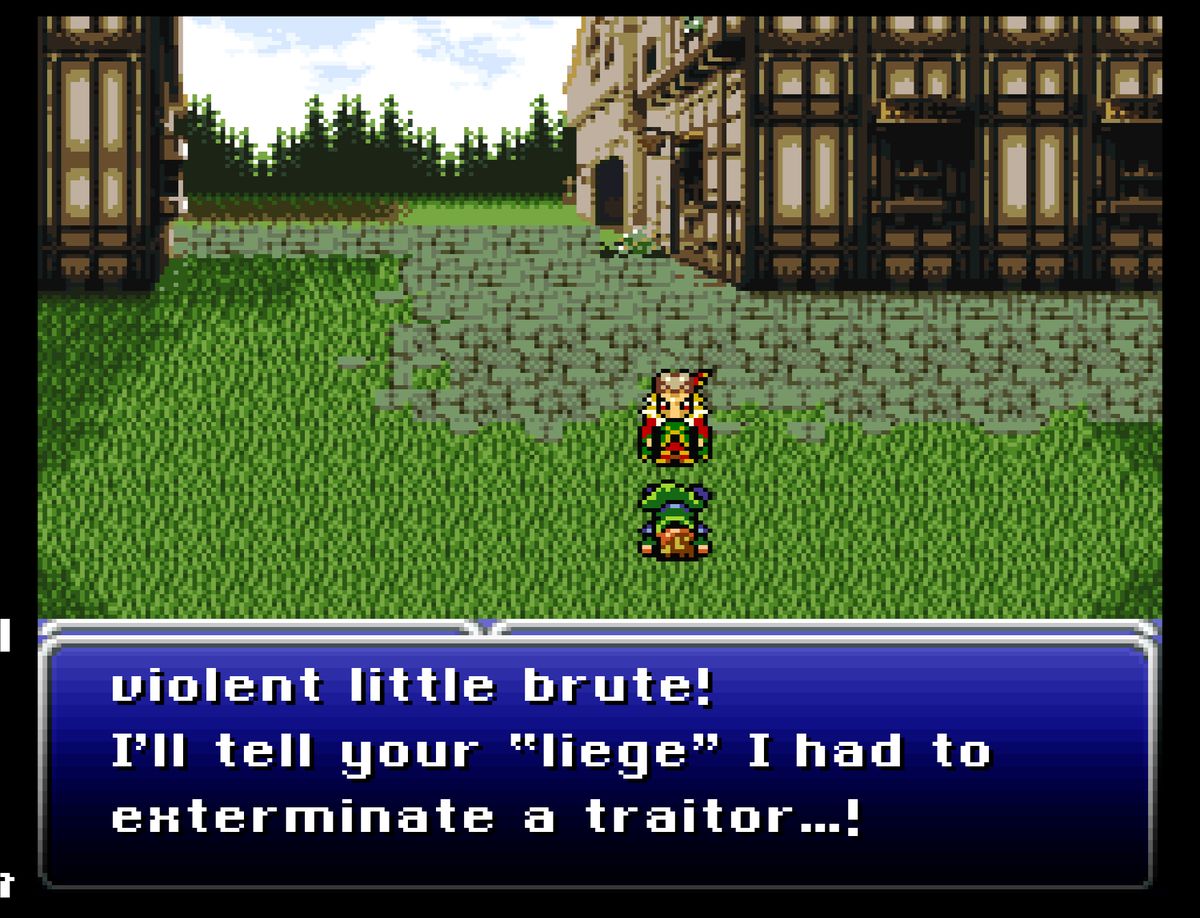 violent little brute!
I'll tell your "liege" I had to
exterminate a traitor…!